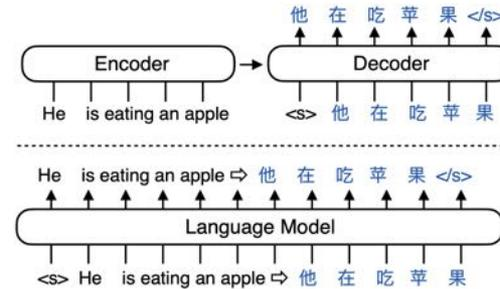 他 在 吃 苹 果 </s>
Encoder
Decoder
He is eating an apple
<s> 他 在 吃 苹 果
He is eating an apple ⇨ 他 在 吃 苹 果 </s>
Language Model
<s> He is eating an apple ⇨ 他 在 吃 苹 果